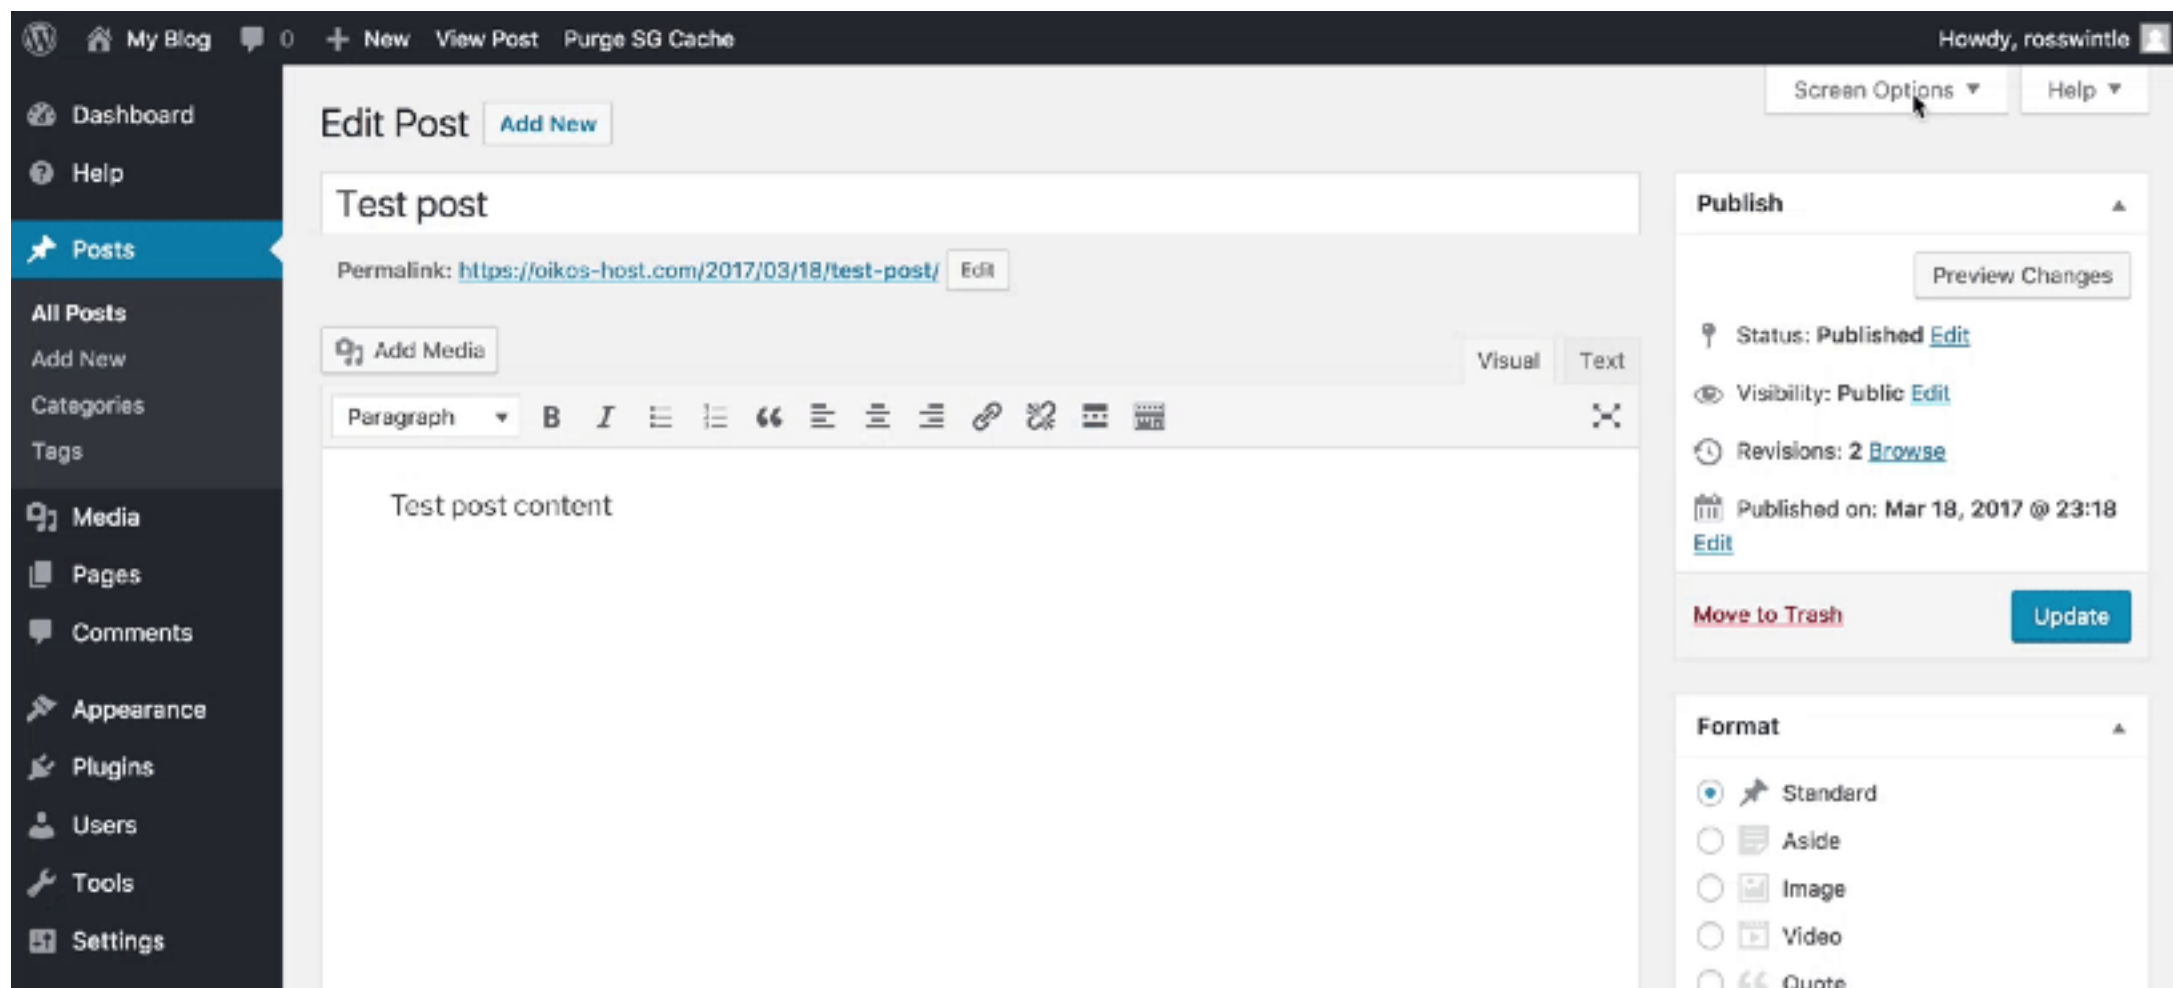 My Blog 0 New View Post Purge SG Cache Howdy, rosswintle
Screen Options Help
Dashboard
Help
Posts
All Posts
Add New
Categories
Tags
Media
Pages
Comments
Appearance
Plugins
Users
Tools
Settings
Edit Post Add New
Test post
Permalink: https://oikos-host.com/2017/03/18/test-post/ Edit
Add Media
Visual Text
Paragraph B I
Test post content
Publish
Preview Changes
Status: Published Edit
Visibility: Public Edit
Revisions: 2 Browse
Published on: Mar 18, 2017 @ 23:18
Edit
Move to Trash Update
Format
Standard
Aside
Image
Video
Quote